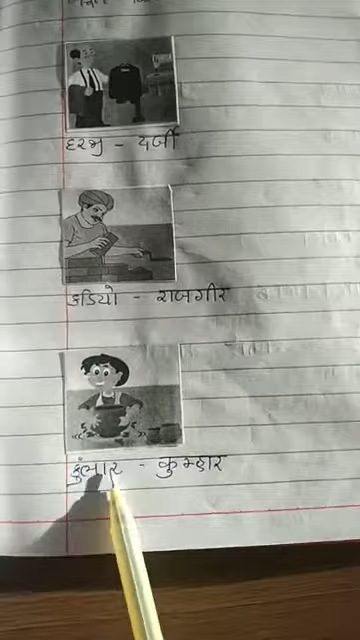 દરજી - दर्जी
કડિયો - राजगीर
કુંભાર - कुम्हार